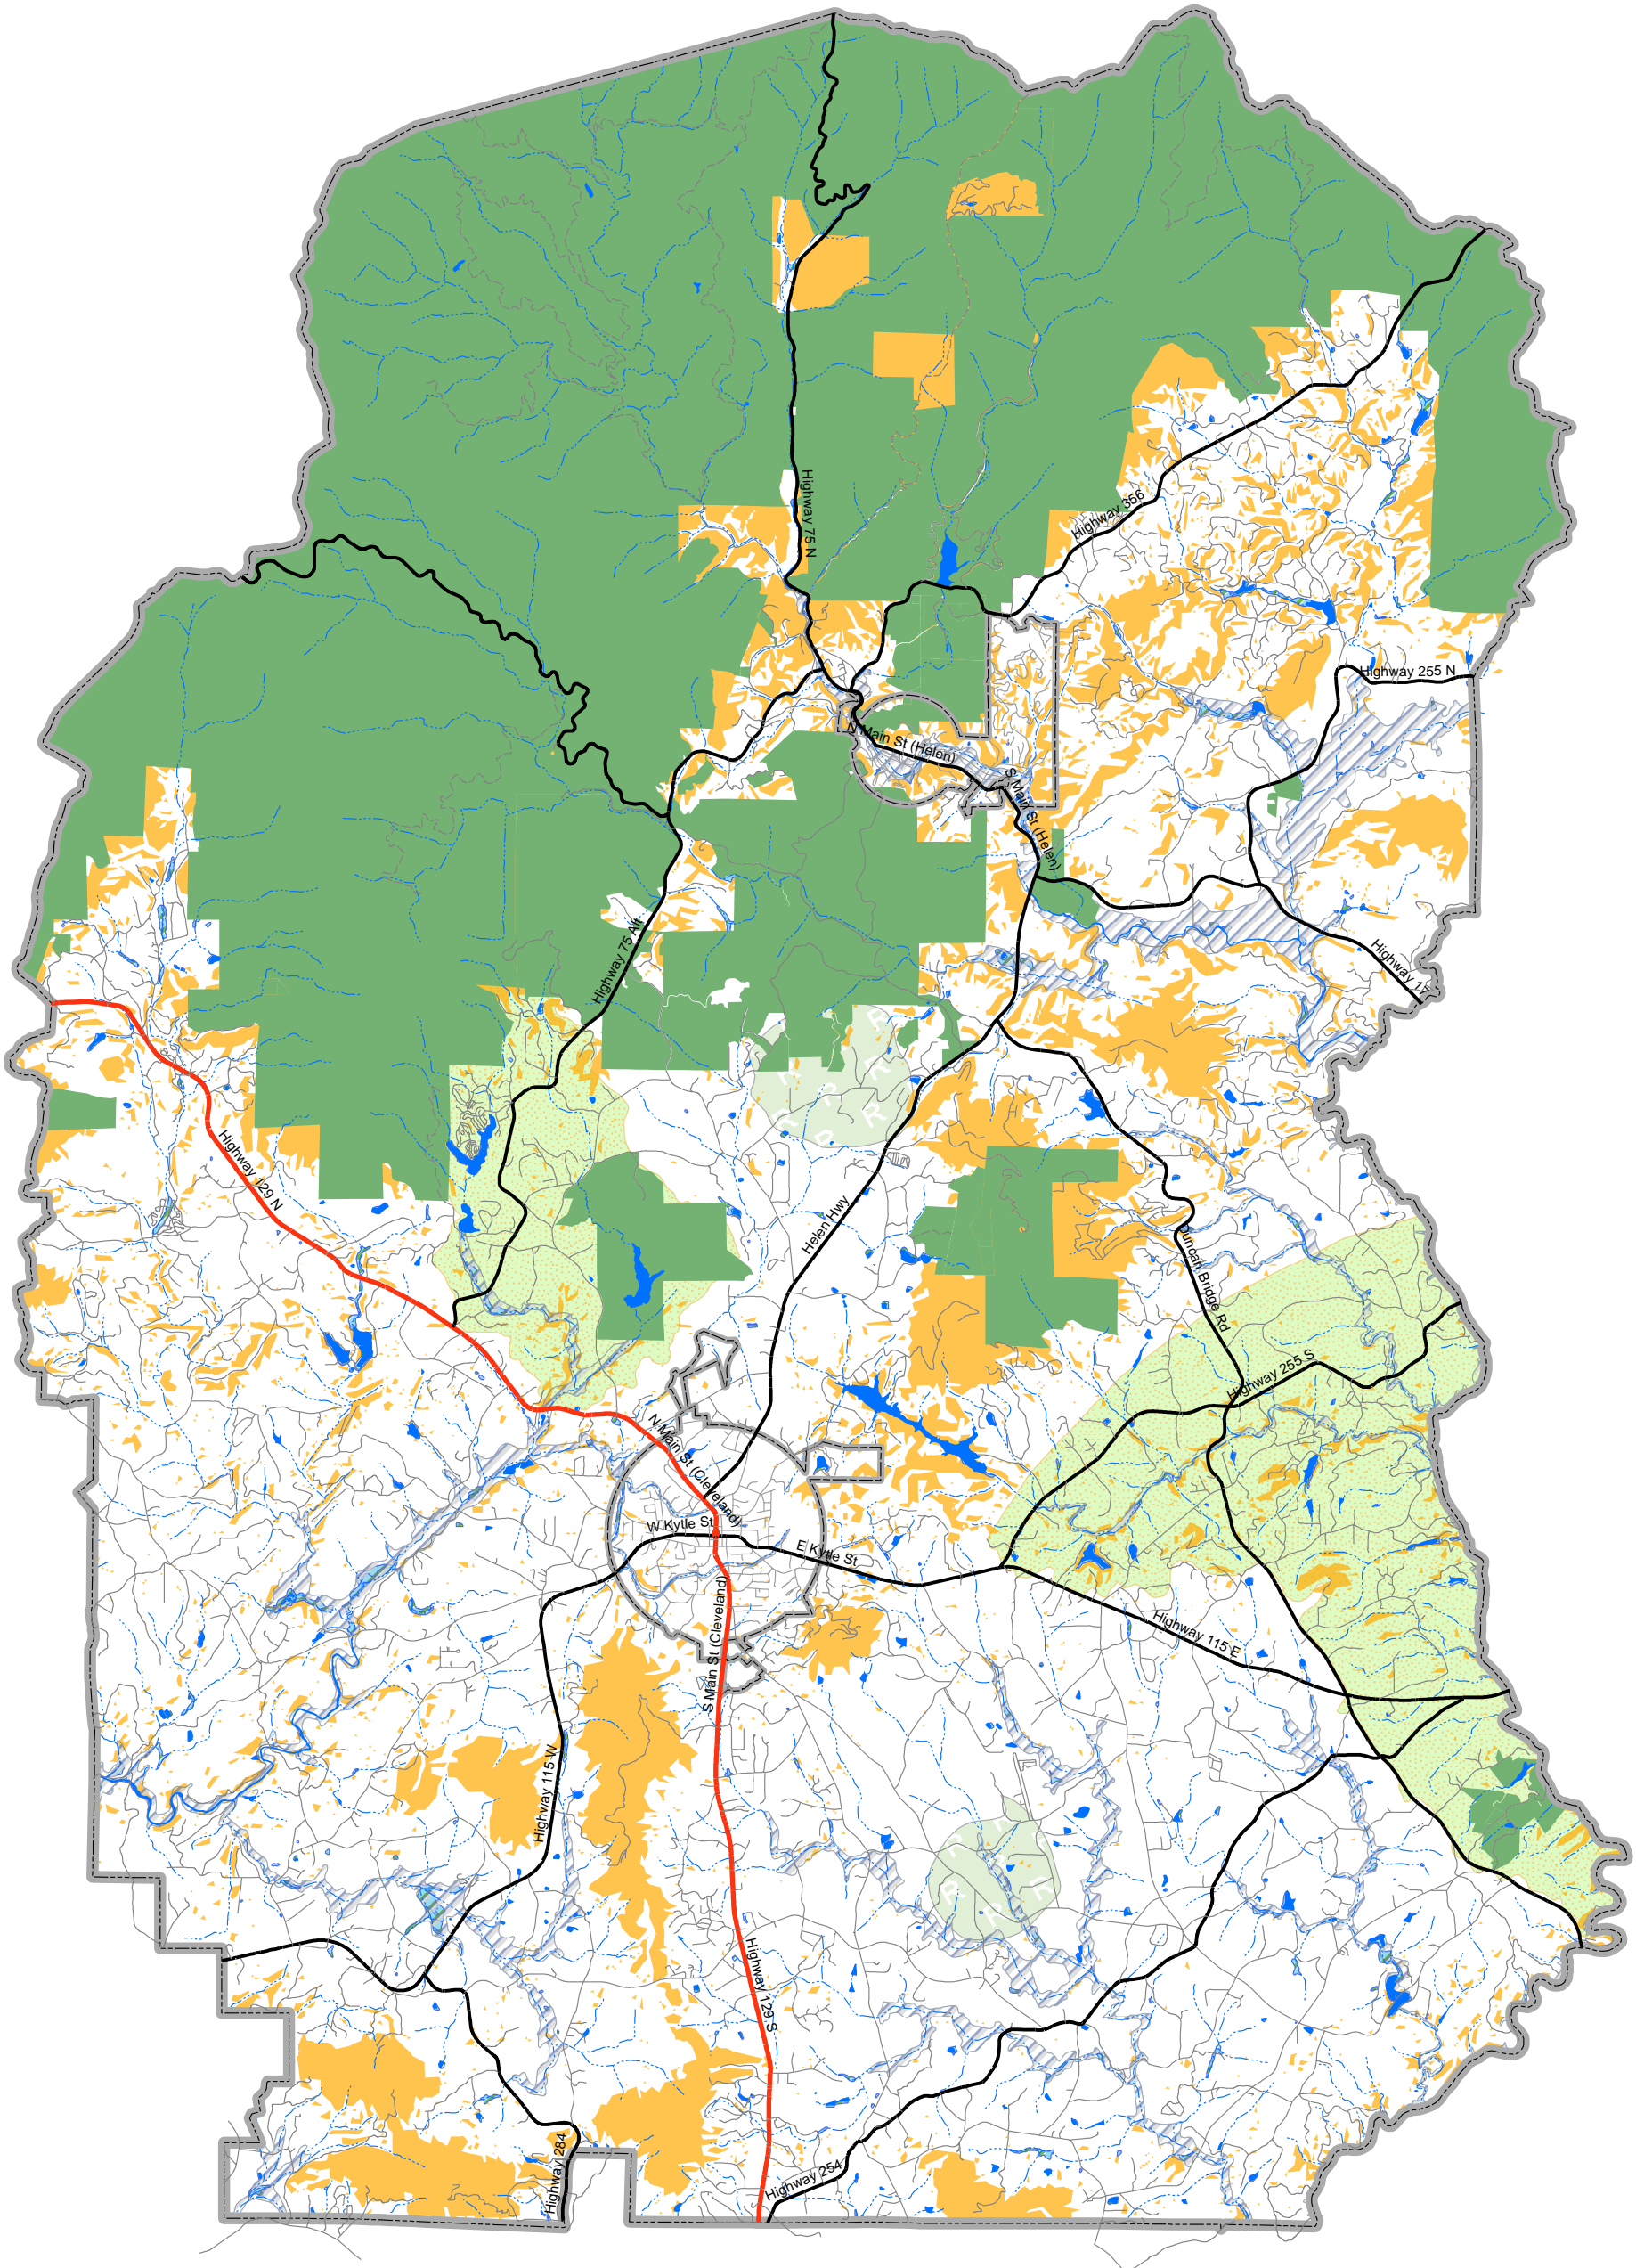 Highway 75 N
Highway 356
Highway 255 N
N Main St (Helen)
S Main St (Helen)
Highway 75 Alt
Highway 17
R
R
R
R
R
R
R
R
Highway 129 N
Helen Hwy
Duncan Bridge Rd
Highway 255 S
N Main St (Cleveland)
W Kytle St
E Kytle St
S Main St (Cleveland)
Highway 115 E
Highway 115 W
R
R
R
R
R
Highway 129 S
Highway 284
Highway 254